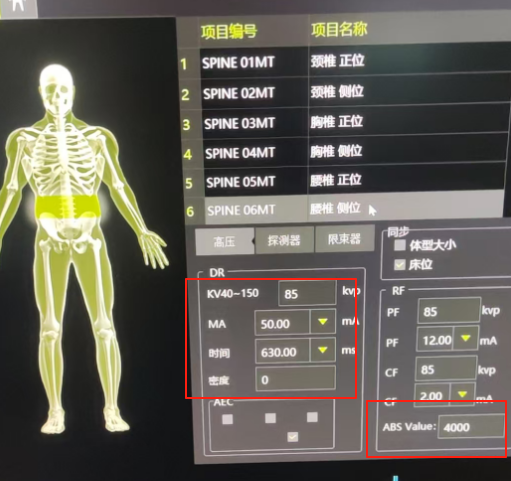 项目编号 项目名称
1 SPINE 01MT 颈椎 正位
2 SPINE 02MT 颈椎 侧位
3 SPINE 03MT 胸椎 正位
4 SPINE 04MT 胸椎 侧位
5 SPINE 05MT 腰椎 正位
6 SPINE 06MT 腰椎 侧位
高压 探测器 限束器
同步
体型大小
床位
DR
KV40~150 85 kvp
MA 50.00 mA
时间 630.00 ms
密度 0
AEC
RF
PF 85 kvp
PF 12.00 mA
CF 85 kvp
CF 2.00 mA
ABS Value: 4000